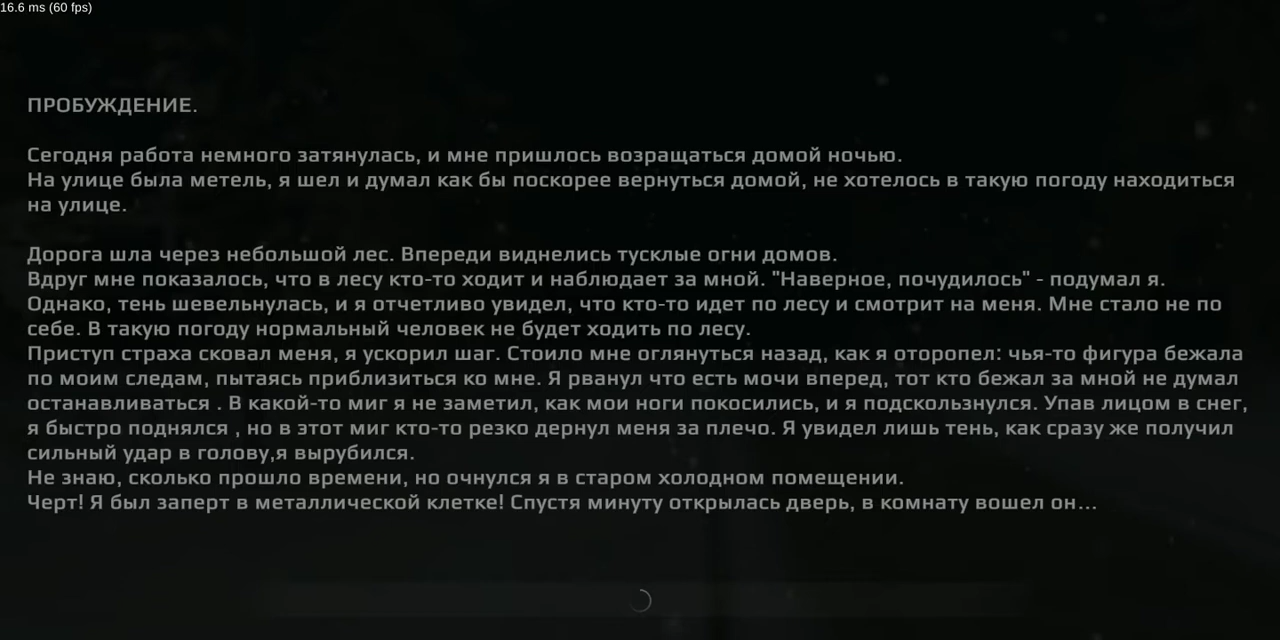 16.6 ms (60 fps)
ПРОБУЖДЕНИЕ.
Сегодня работа немного затянулась, и мне пришлось возращаться домой ночью.
На улице была метель, я шел и думал как бы поскорее вернуться домой, не хотелось в такую погоду находиться
на улице.
Дорога шла через небольшой лес. Впереди виднелись тусклые огни домов.
Вдруг мне показалось, что в лесу кто-то ходит и наблюдает за мной. "Наверное, почудилось" - подумал я.
Однако, тень шевельнулась, и я отчетливо увидел, что кто-то идет по лесу и смотрит на меня. Мне стало не по
себе. В такую погоду нормальный человек не будет ходить по лесу.
Приступ страха сковал меня, я ускорил шаг. Стоило мне оглянуться назад, как я оторопел: чья-то фигура бежала
по моим следам, пытаясь приблизиться ко мне. Я рванул что есть мочи вперед, тот кто бежал за мной не думал
останавливаться . В какой-то миг я не заметил, как мои ноги покосились, и я подскользнулся. Упав лицом в снег,
я быстро поднялся , но в этот миг кто-то резко дернул меня за плечо. Я увидел лишь тень, как сразу же получил
сильный удар в голову,я вырубился.
Не знаю, сколько прошло времени, но очнулся я в старом холодном помещении.
Черт! Я был заперт в металлической клетке! Спустя минуту открылась дверь, в комнату вошел он...